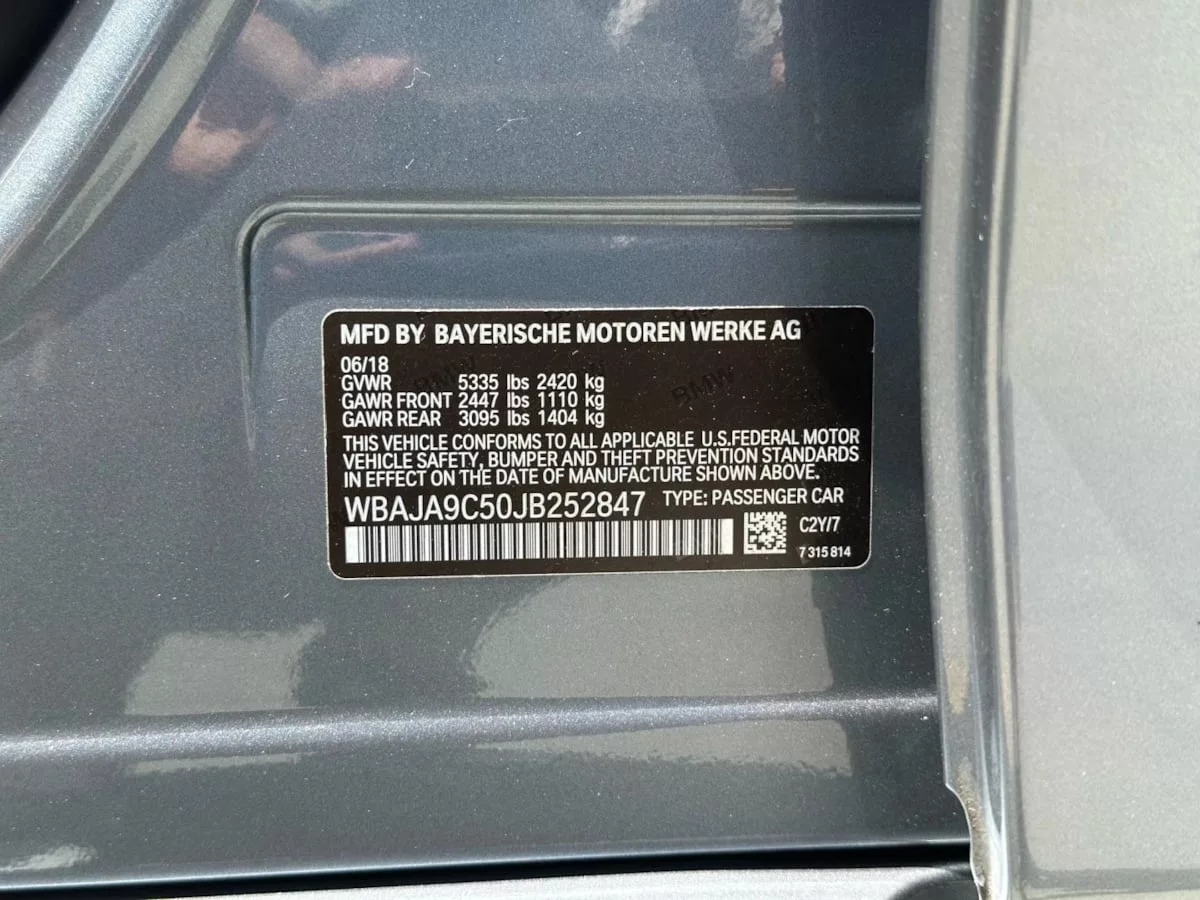 MFD BY BAYERISCHE MOTOREN WERKE AG
06/18
GVWR 5335 lbs 2420 kg
GAWR FRONT 2447 lbs 1110 kg
GAWR REAR 3095 lbs 1404 kg
THIS VEHICLE CONFORMS TO ALL APPLICABLE U.S.FEDERAL MOTOR
VEHICLE SAFETY, BUMPER AND THEFT PREVENTION STANDARDS
IN EFFECT ON THE DATE OF MANUFACTURE SHOWN ABOVE.
WBAJA9C50JB252847 TYPE: PASSENGER CAR
C2Y/7
7 315 814
BMW
BMW